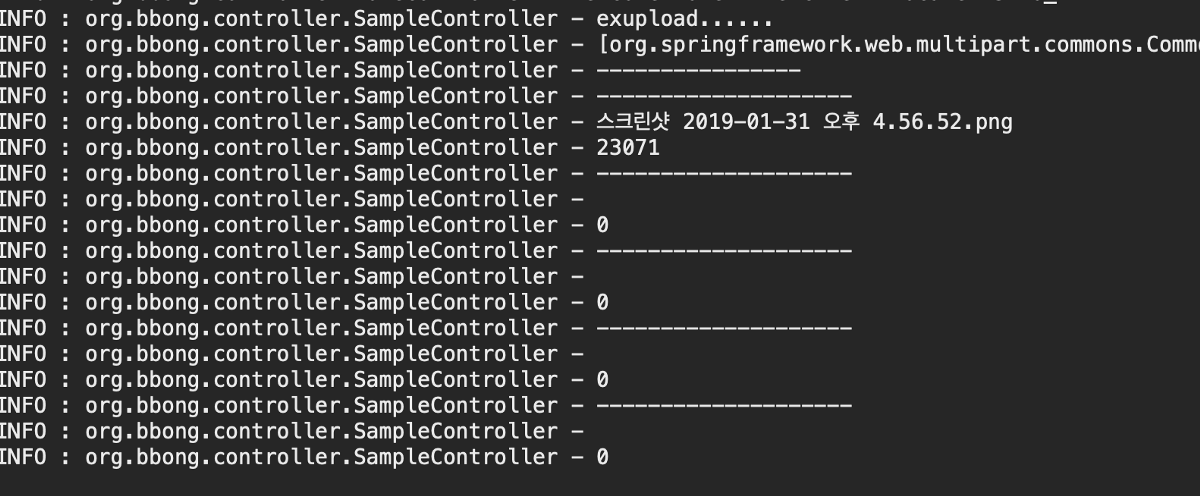 INFO : org.bbong.controller.SampleController - exupload......
INFO : org.bbong.controller.SampleController - [org.springframework.web.multipart.commons.Comm
INFO : org.bbong.controller.SampleController - ----------------
INFO : org.bbong.controller.SampleController - --------------------
INFO : org.bbong.controller.SampleController - 스크린샷 2019-01-31 오후 4.56.52.png
INFO : org.bbong.controller.SampleController - 23071
INFO : org.bbong.controller.SampleController - --------------------
INFO : org.bbong.controller.SampleController -
INFO : org.bbong.controller.SampleController - 0
INFO : org.bbong.controller.SampleController - --------------------
INFO : org.bbong.controller.SampleController -
INFO : org.bbong.controller.SampleController - 0
INFO : org.bbong.controller.SampleController - --------------------
INFO : org.bbong.controller.SampleController -
INFO : org.bbong.controller.SampleController - 0
INFO : org.bbong.controller.SampleController - --------------------
INFO : org.bbong.controller.SampleController -
INFO : org.bbong.controller.SampleController - 0